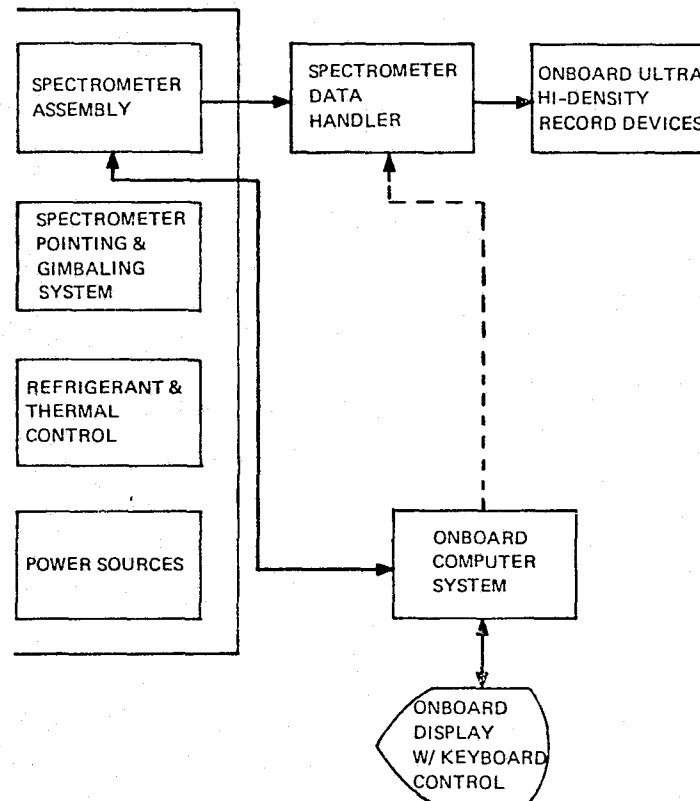 SPECTROMETER
ASSEMBLY
SPECTROMETER
DATA
HANDLER
ONBOARD ULTRA
HI-DENSITY
RECORD DEVICES
SPECTROMETER
POINTING &
GIMBALING
SYSTEM
REFRIGERANT &
THERMAL
CONTROL
POWER SOURCES
ONBOARD
COMPUTER
SYSTEM
ONBOARD
DISPLAY
W/ KEYBOARD
CONTROL